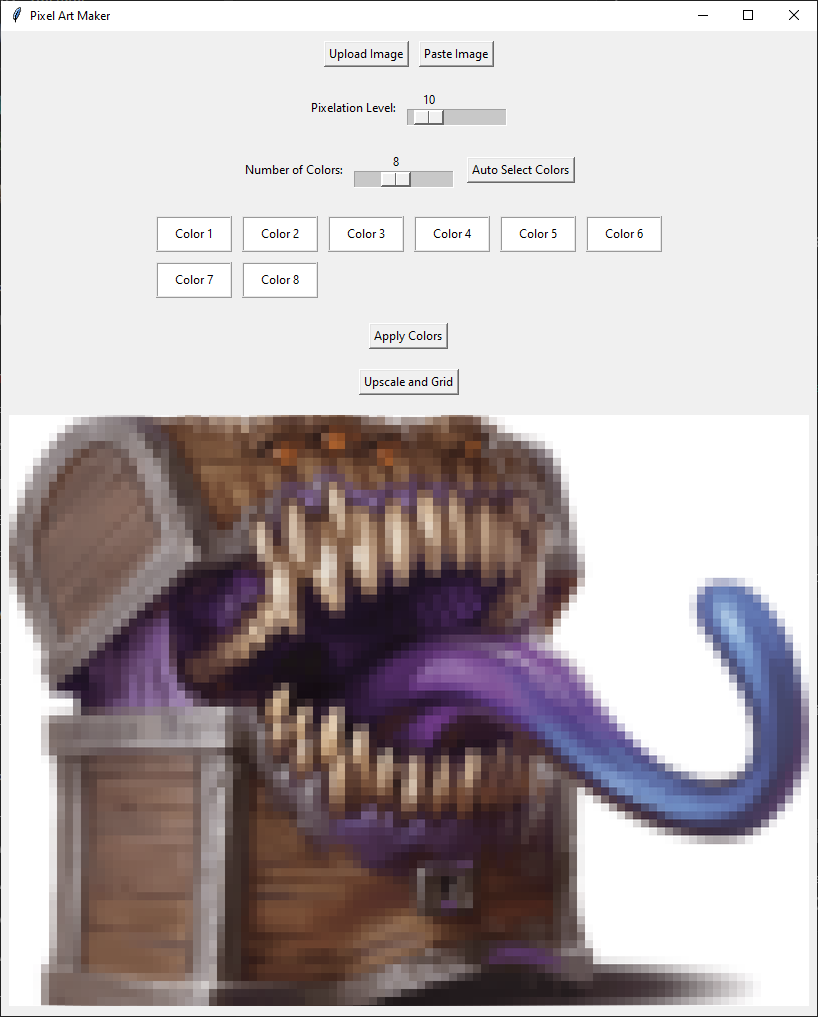 Pixel Art Maker
Upload Image Paste Image
10
Pixelation Level:
8
Number of Colors: Auto Select Colors
Color 1 Color 2 Color 3 Color 4 Color 5 Color 6
Color 7 Color 8
Apply Colors
Upscale and Grid